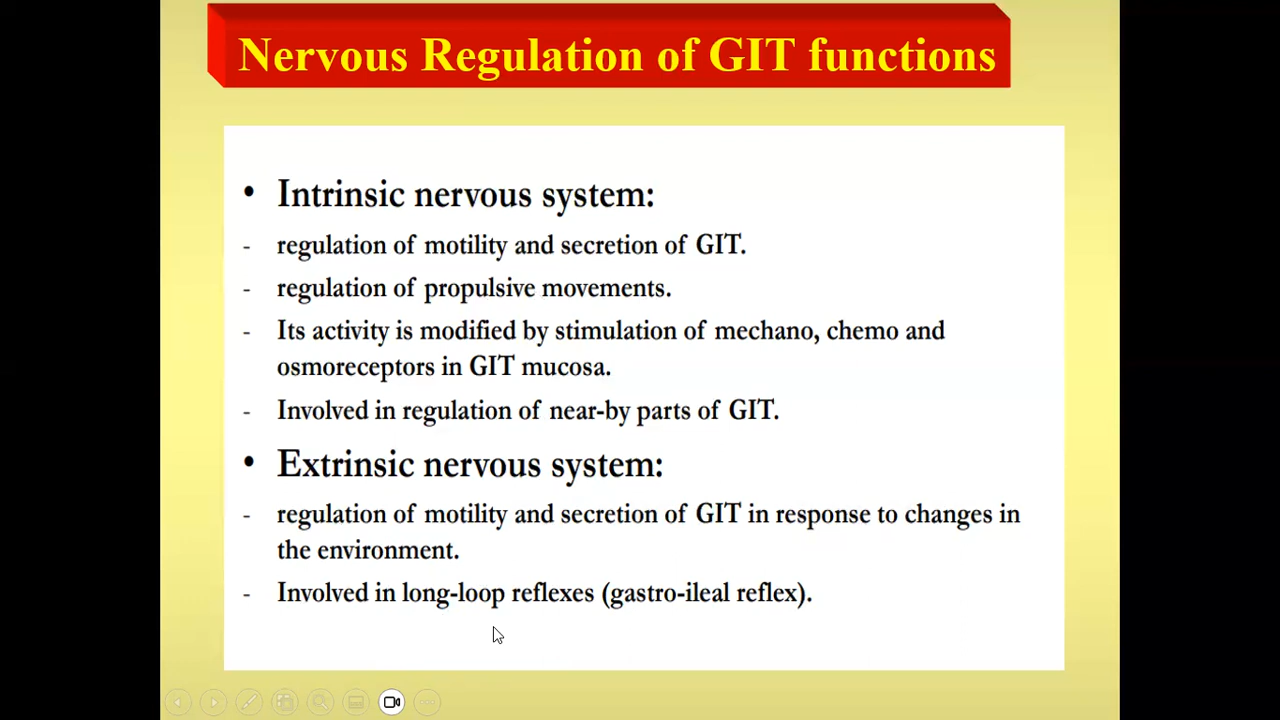 Nervous Regulation of GIT functions
• Intrinsic nervous system:
- regulation of motility and secretion of GIT.
- regulation of propulsive movements.
- Its activity is modified by stimulation of mechano, chemo and
osmoreceptors in GIT mucosa.
- Involved in regulation of near-by parts of GIT.
• Extrinsic nervous system:
- regulation of motility and secretion of GIT in response to changes in
the environment.
- Involved in long-loop reflexes (gastro-ileal reflex).